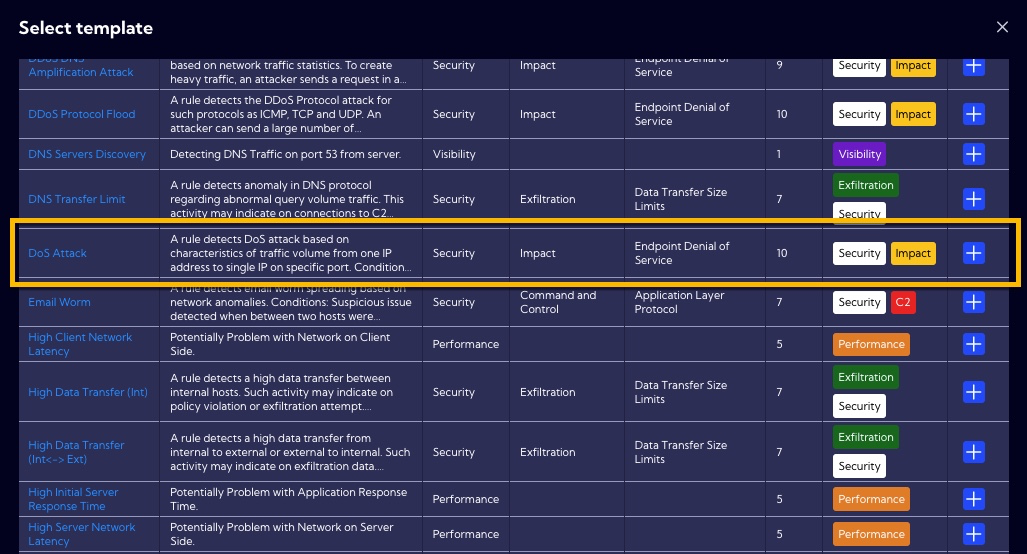 Select template
DDoS DNS
Amplification Attack
based on network traffic statistics. To create
heavy traffic, an attacker sends a request in a...
Security
Impact
Endpoint Denial of
Service
9
Security
Impact
DDoS Protocol Flood
A rule detects the DDoS Protocol attack for
such protocols as ICMP, TCP and UDP. An
attacker can send a large number of...
Security
Impact
Endpoint Denial of
Service
10
Security
Impact
DNS Servers Discovery
Detecting DNS Traffic on port 53 from server.
Visibility
1
Visibility
DNS Transfer Limit
A rule detects anomaly in DNS protocol
regarding abnormal query volume traffic. This
activity may indicate on connections to C2...
Security
Exfiltration
Data Transfer Size
Limits
7
Exfiltration
Security
DoS Attack
A rule detects DoS attack based on
characteristics of traffic volume from one IP
address to single IP on specific port. Condition...
Security
Impact
Endpoint Denial of
Service
10
Security
Impact
Email Worm
A rule detects email worm spreading based on
network anomalies. Conditions: Suspicious issue
detected when between two hosts were...
Security
Command and
Control
Application Layer
Protocol
7
Security
C2
High Client Network
Latency
Potentially Problem with Network on Client
Side.
Performance
5
Performance
High Data Transfer (Int)
A rule detects a high data transfer between
internal hosts. Such activity may indicate on
policy violation or exfiltration attempt....
Security
Exfiltration
Data Transfer Size
Limits
7
Exfiltration
Security
High Data Transfer
(Int<-> Ext)
A rule detects a high data transfer from
internal to external or external to internal. Such
activity may indicate on exfiltration data....
Security
Exfiltration
Data Transfer Size
Limits
7
Exfiltration
Security
High Initial Server
Response Time
Potentially Problem with Application Response
Time.
Performance
5
Performance
High Server Network
Latency
Potentially Problem with Network on Server
Side.
Performance
5
Performance